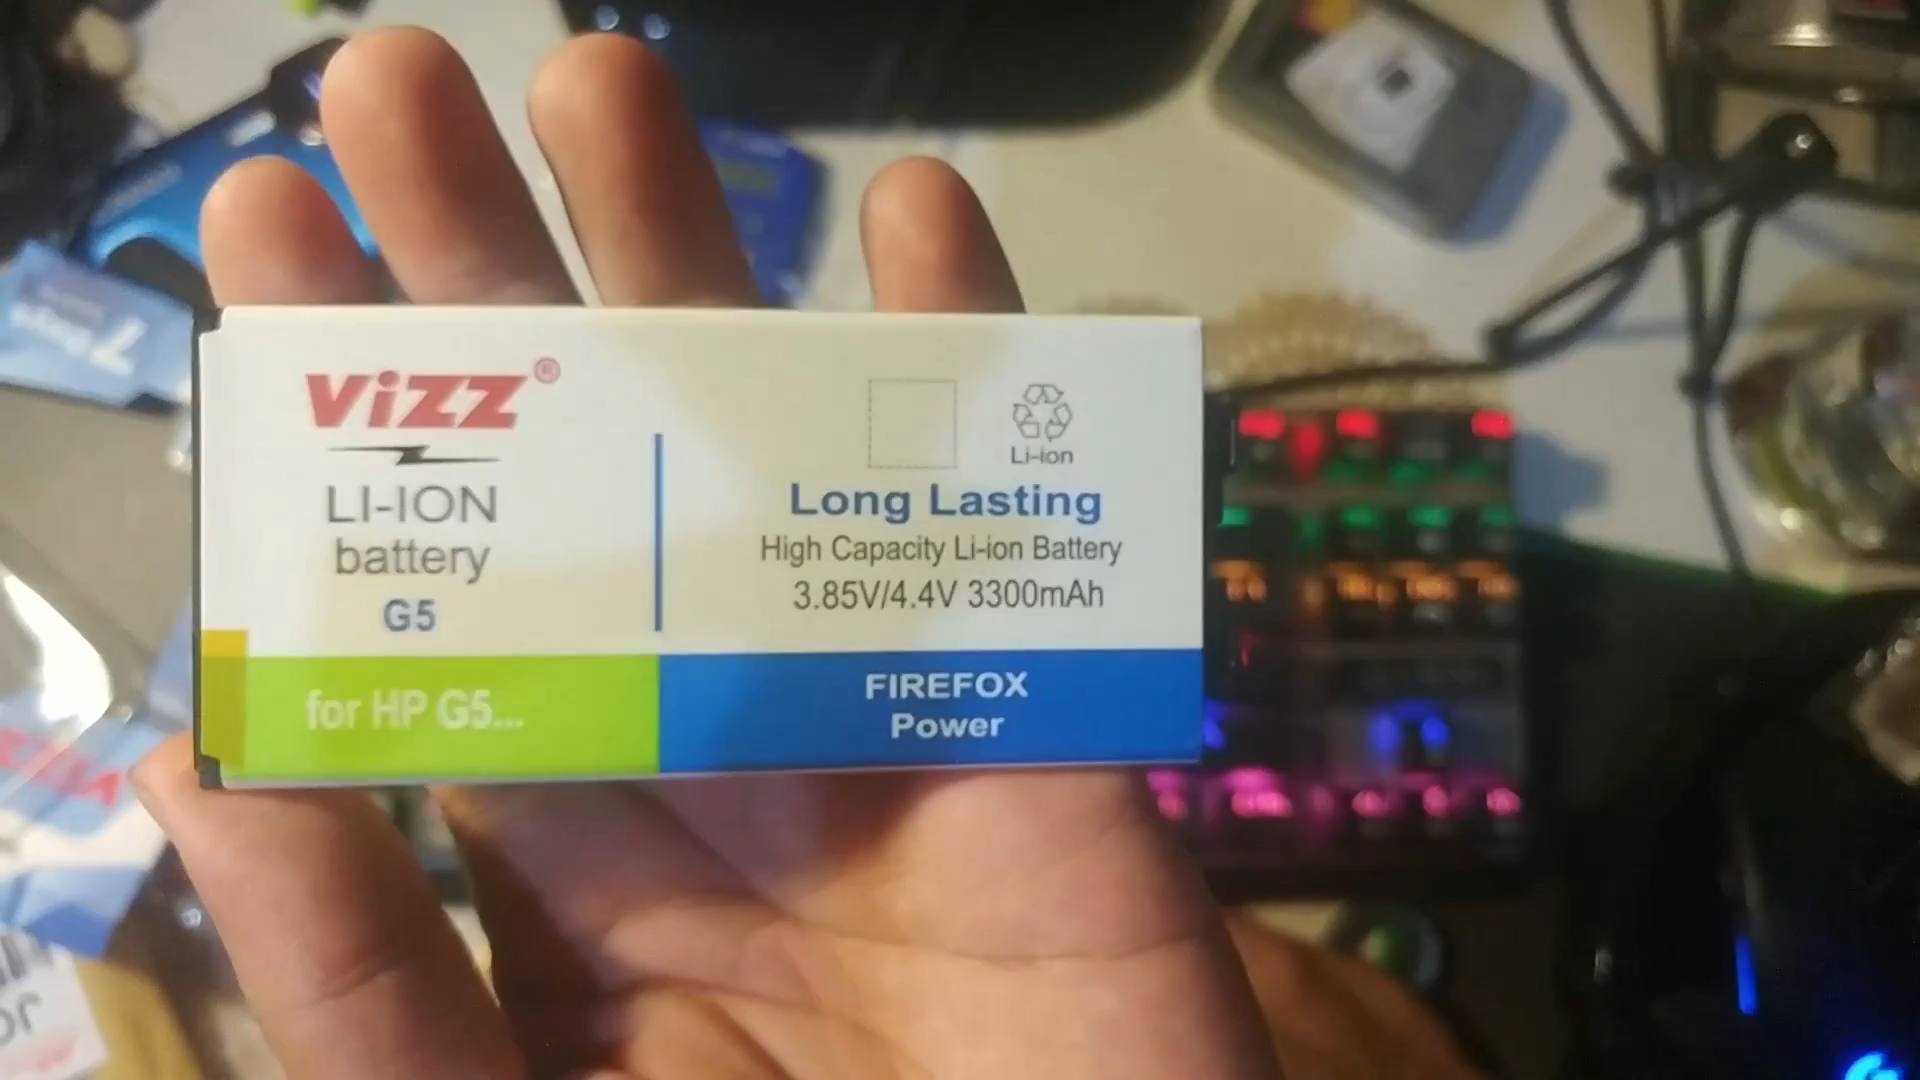 ViZZ®
LI-ION
battery
G5
for HP G5...
Li-ion
Long Lasting
High Capacity Li-ion Battery
3.85V/4.4V 3300mAh
FIREFOX
Power